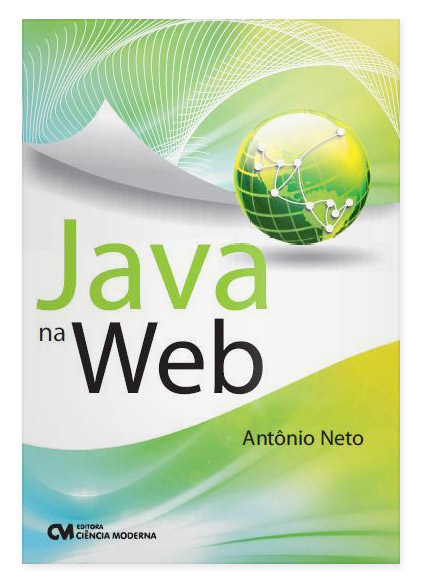 Java
na Web
Antônio Neto
CM EDITORA
CIÊNCIA MODERNA